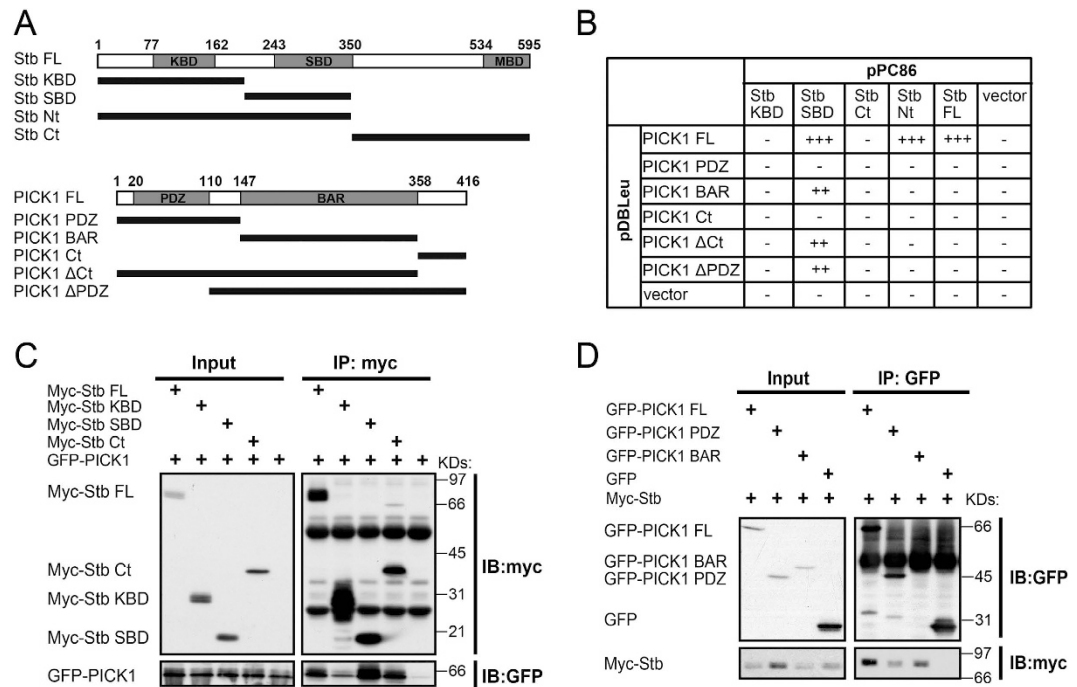 A
1 77 162 243 350 534 595
Stb FL KBD SBD MBD
Stb KBD
Stb SBD
Stb Nt
Stb Ct
1 20 110 147 358 416
PICK1 FL PDZ BAR
PICK1 PDZ
PICK1 BAR
PICK1 Ct
PICK1 ΔCt
PICK1 ΔPDZ
B
pPC86
Stb KBD Stb SBD Stb Ct Stb Nt Stb FL vector
pDBLeu
PICK1 FL - +++ - +++ +++ -
PICK1 PDZ - - - - - -
PICK1 BAR - ++ - - - -
PICK1 Ct - - - - - -
PICK1 ΔCt - ++ - - - -
PICK1 ΔPDZ - ++ - - - -
vector - - - - - -
C
Input IP: myc
Myc-Stb FL + +
Myc-Stb KBD + +
Myc-Stb SBD + +
Myc-Stb Ct + +
GFP-PICK1 + + + + + + + + + + KDs:
Myc-Stb FL
Myc-Stb Ct
Myc-Stb KBD
Myc-Stb SBD
97
66
45
31
21
IB:myc
GFP-PICK1 66 IB:GFP
D
Input IP: GFP
GFP-PICK1 FL + +
GFP-PICK1 PDZ + +
GFP-PICK1 BAR + +
GFP + +
Myc-Stb + + + + + + + + KDs:
GFP-PICK1 FL
GFP-PICK1 BAR
GFP-PICK1 PDZ
GFP
66
45
31
IB:GFP
Myc-Stb
97
66
IB:myc